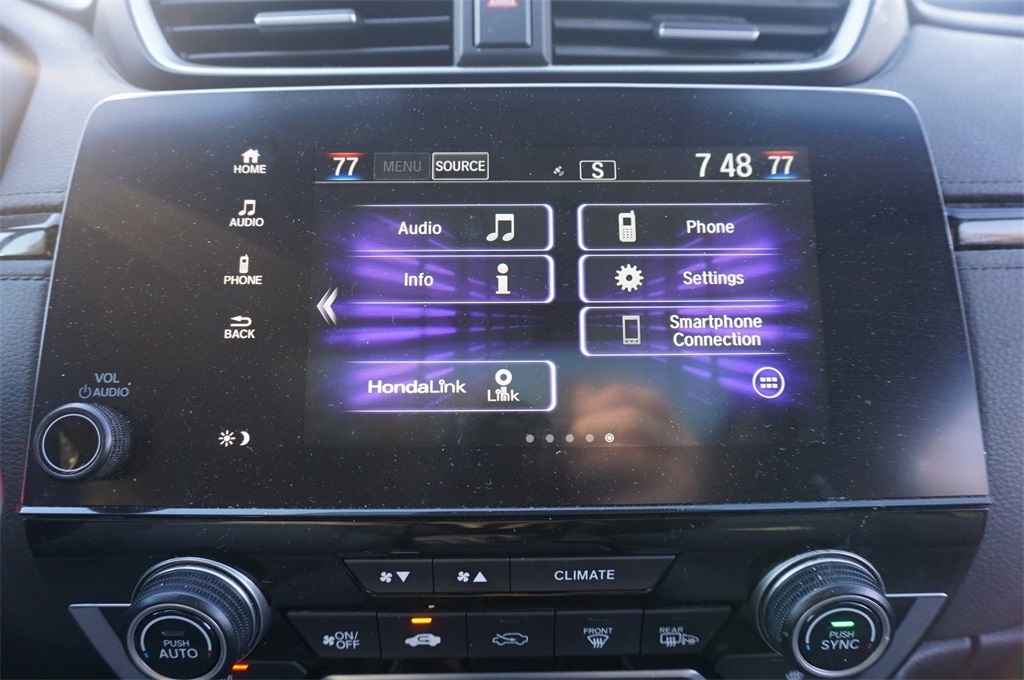 HOME
77 MENU SOURCE S 7 48 77
AUDIO
Audio
Phone
PHONE
Info
Settings
BACK
Smartphone
Connection
VOL
AUDIO
HondaLink
Link
CLIMATE
PUSH
AUTO
ON/
OFF
FRONT
REAR
PUSH
SYNC